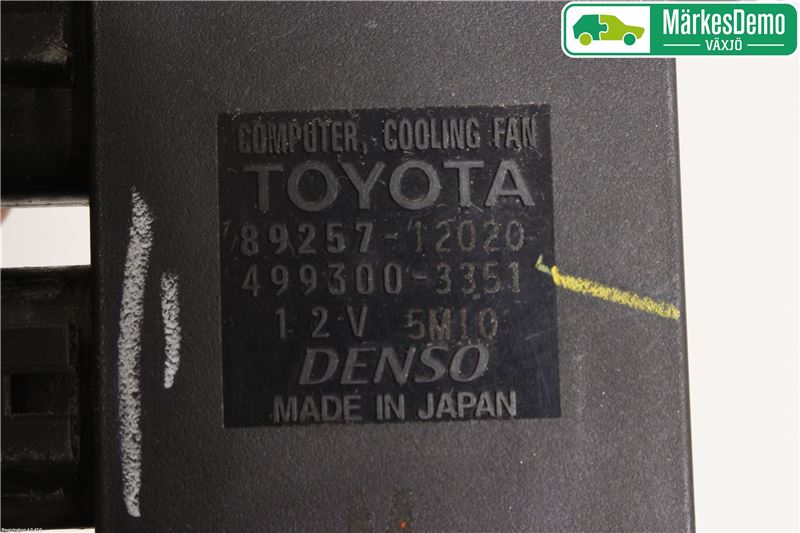 MärkesDemo
VÄXJÖ
COMPUTER, COOLING FAN
TOYOTA
89257-12020
499300-3351
12V 5M10
DENSO
MADE IN JAPAN